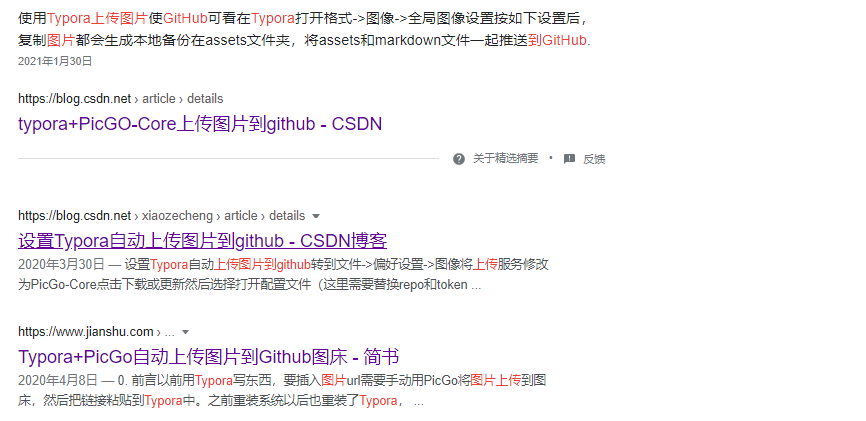 使用Typora上传图片使GitHub可看在Typora打开格式->图像->全局图像设置按如下设置后，
复制图片都会生成本地备份在assets文件夹，将assets和markdown文件一起推送到GitHub.
2021年1月30日
https://blog.csdn.net › article › details
typora+PicGO-Core上传图片到github - CSDN
关于精选摘要 • 反馈
https://blog.csdn.net › xiaozecheng › article › details
设置Typora自动上传图片到github - CSDN博客
2020年3月30日 — 设置Typora自动上传图片到github转到文件->偏好设置->图像将上传服务修改
为PicGo-Core点击下载或更新然后选择打开配置文件（这里需要替换repo和token ...
https://www.jianshu.com › ...
Typora+PicGo自动上传图片到Github图床 - 简书
2020年4月8日 — 0. 前言以前用Typora写东西，要插入图片url需要手动用PicGo将图片上传到图
床，然后把链接粘贴到Typora中。之前重装系统以后也重装了Typora， ...